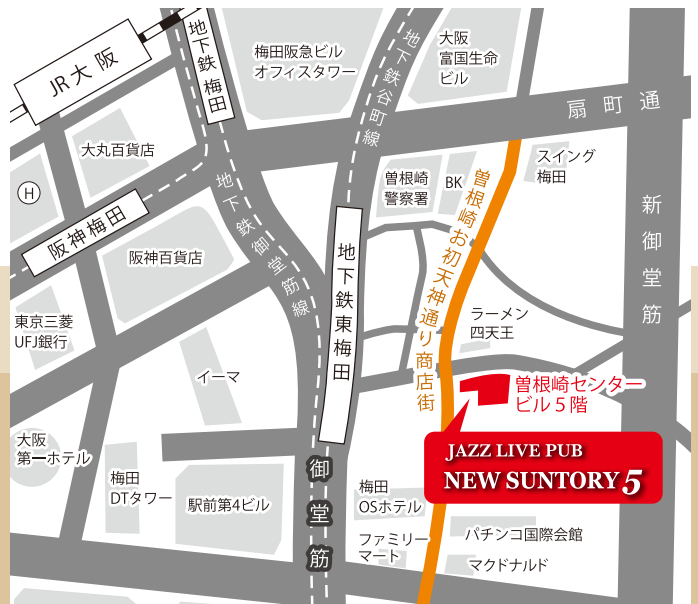 JR大阪
地下鉄 梅田
梅田阪急ビル
オフィスタワー
地下鉄谷町線
大阪
富国生命
ビル
扇町通
大丸百貨店
H
阪神梅田
阪神百貨店
地下鉄御堂筋線
曽根崎
警察署
BK
スイング
梅田
曽根崎お初天神通り商店街
新御堂筋
地下鉄東梅田
東京三菱
UFJ銀行
イーマ
ラーメン
四天王
曽根崎センター
ビル5階
大阪
第一ホテル
梅田
DTタワー
駅前第4ビル
御堂筋
JAZZ LIVE PUB
NEW SUNTORY 5
梅田
OSホテル
ファミリー
マート
パチンコ国際会館
マクドナルド